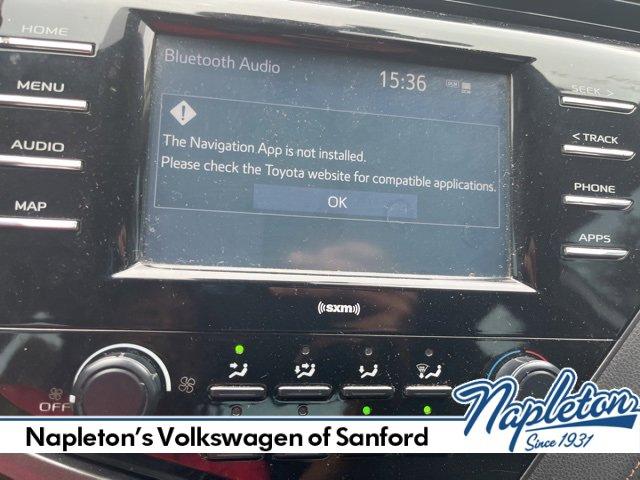 HOME
MENU
AUDIO
MAP
Bluetooth Audio
15:36
DCM
!
The Navigation App is not installed.
Please check the Toyota website for compatible applications.
OK
SEEK >
< TRACK
PHONE
APPS
((sxm))
OFF
Napleton's Volkswagen of Sanford
Napleton
Since 1931